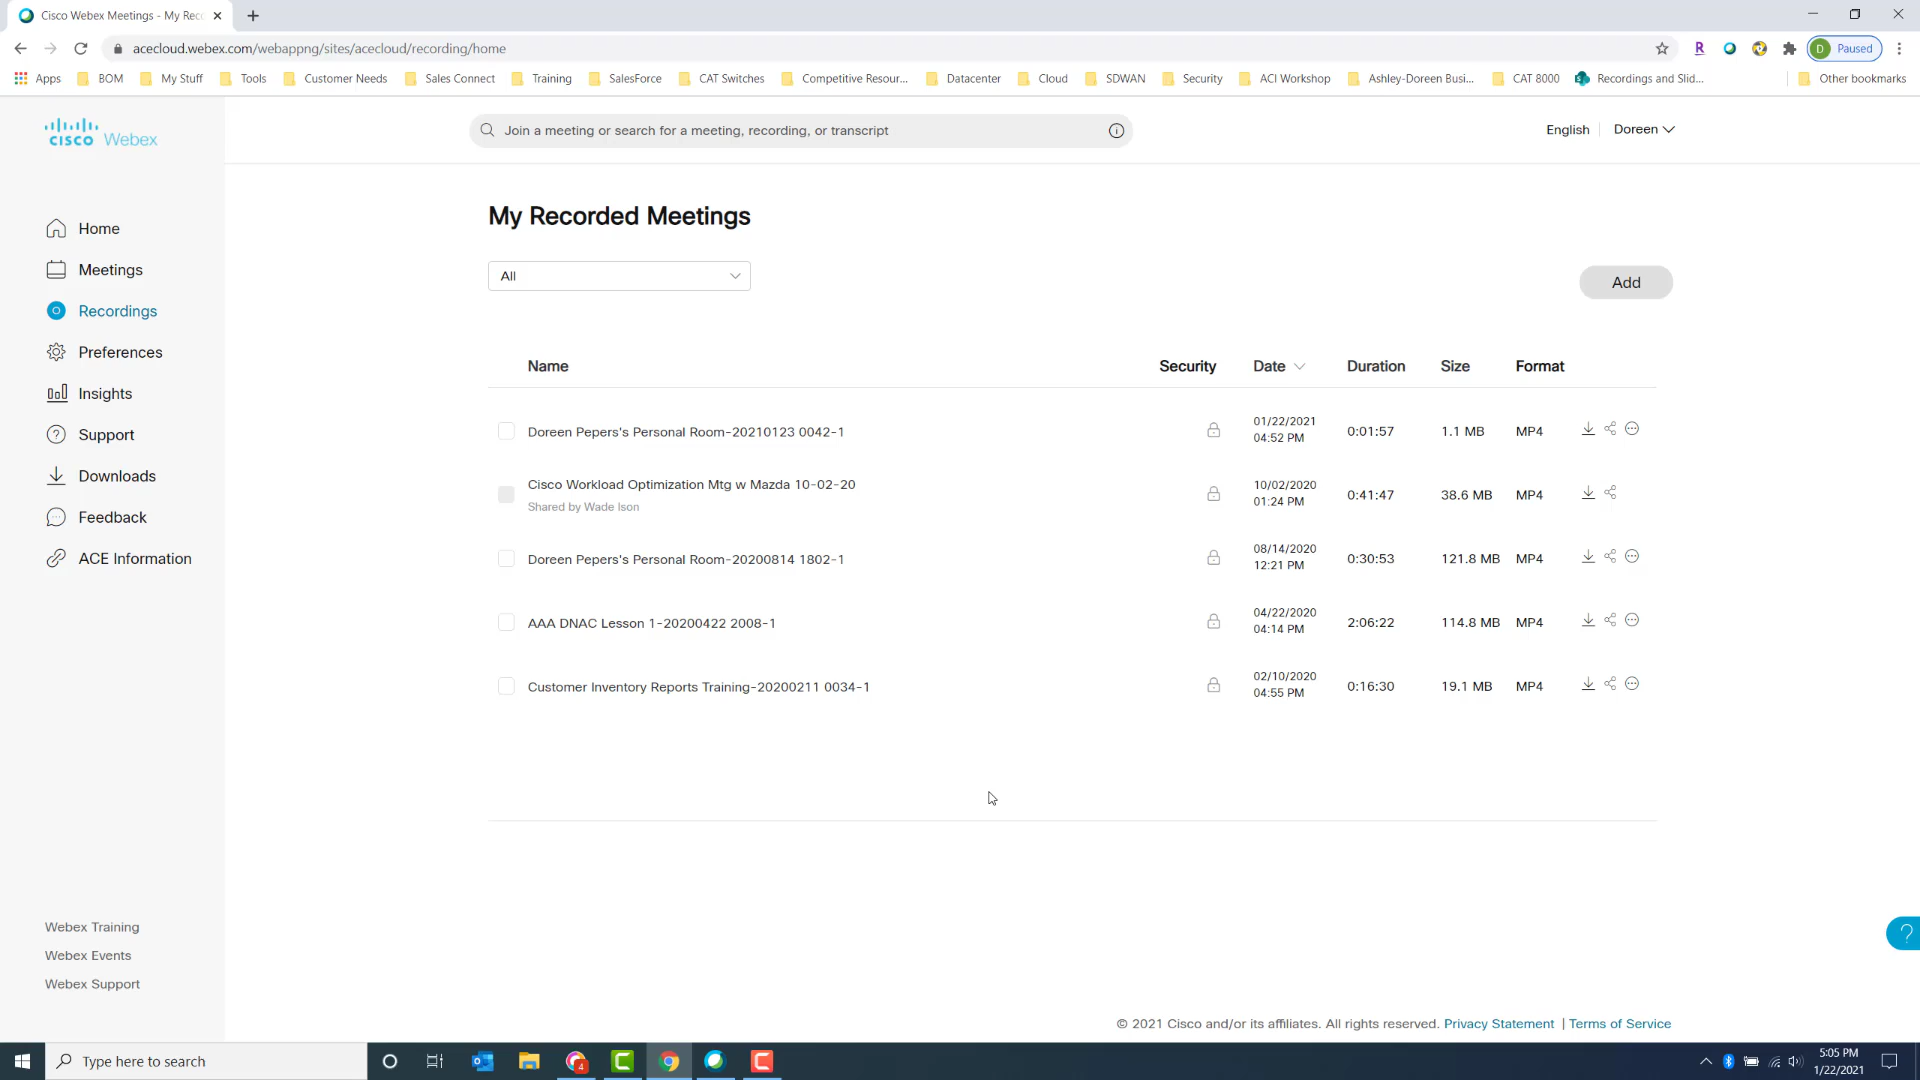 Cisco Webex Meetings - My Rec
acecloud.webex.com/webappng/sites/acecloud/recording/home
R
D Paused
Apps BOM My Stuff Tools Customer Needs Sales Connect Training SalesForce CAT Switches Competitive Resour... Datacenter Cloud SDWAN Security ACI Workshop Ashley-Doreen Busi... CAT 8000 Recordings and Slid... Other bookmarks
cisco Webex
Join a meeting or search for a meeting, recording, or transcript
English Doreen
Home
Meetings
Recordings
Preferences
Insights
Support
Downloads
Feedback
ACE Information
My Recorded Meetings
All
Add
Name Security Date Duration Size Format
Doreen Pepers's Personal Room-20210123 0042-1 01/22/2021 04:52 PM 0:01:57 1.1 MB MP4
Cisco Workload Optimization Mtg w Mazda 10-02-20 10/02/2020 01:24 PM 0:41:47 38.6 MB MP4
Shared by Wade Ison
Doreen Pepers's Personal Room-20200814 1802-1 08/14/2020 12:21 PM 0:30:53 121.8 MB MP4
AAA DNAC Lesson 1-20200422 2008-1 04/22/2020 04:14 PM 2:06:22 114.8 MB MP4
Customer Inventory Reports Training-20200211 0034-1 02/10/2020 04:55 PM 0:16:30 19.1 MB MP4
Webex Training
Webex Events
Webex Support
?
© 2021 Cisco and/or its affiliates. All rights reserved. Privacy Statement | Terms of Service
Type here to search
4
5:05 PM
1/22/2021